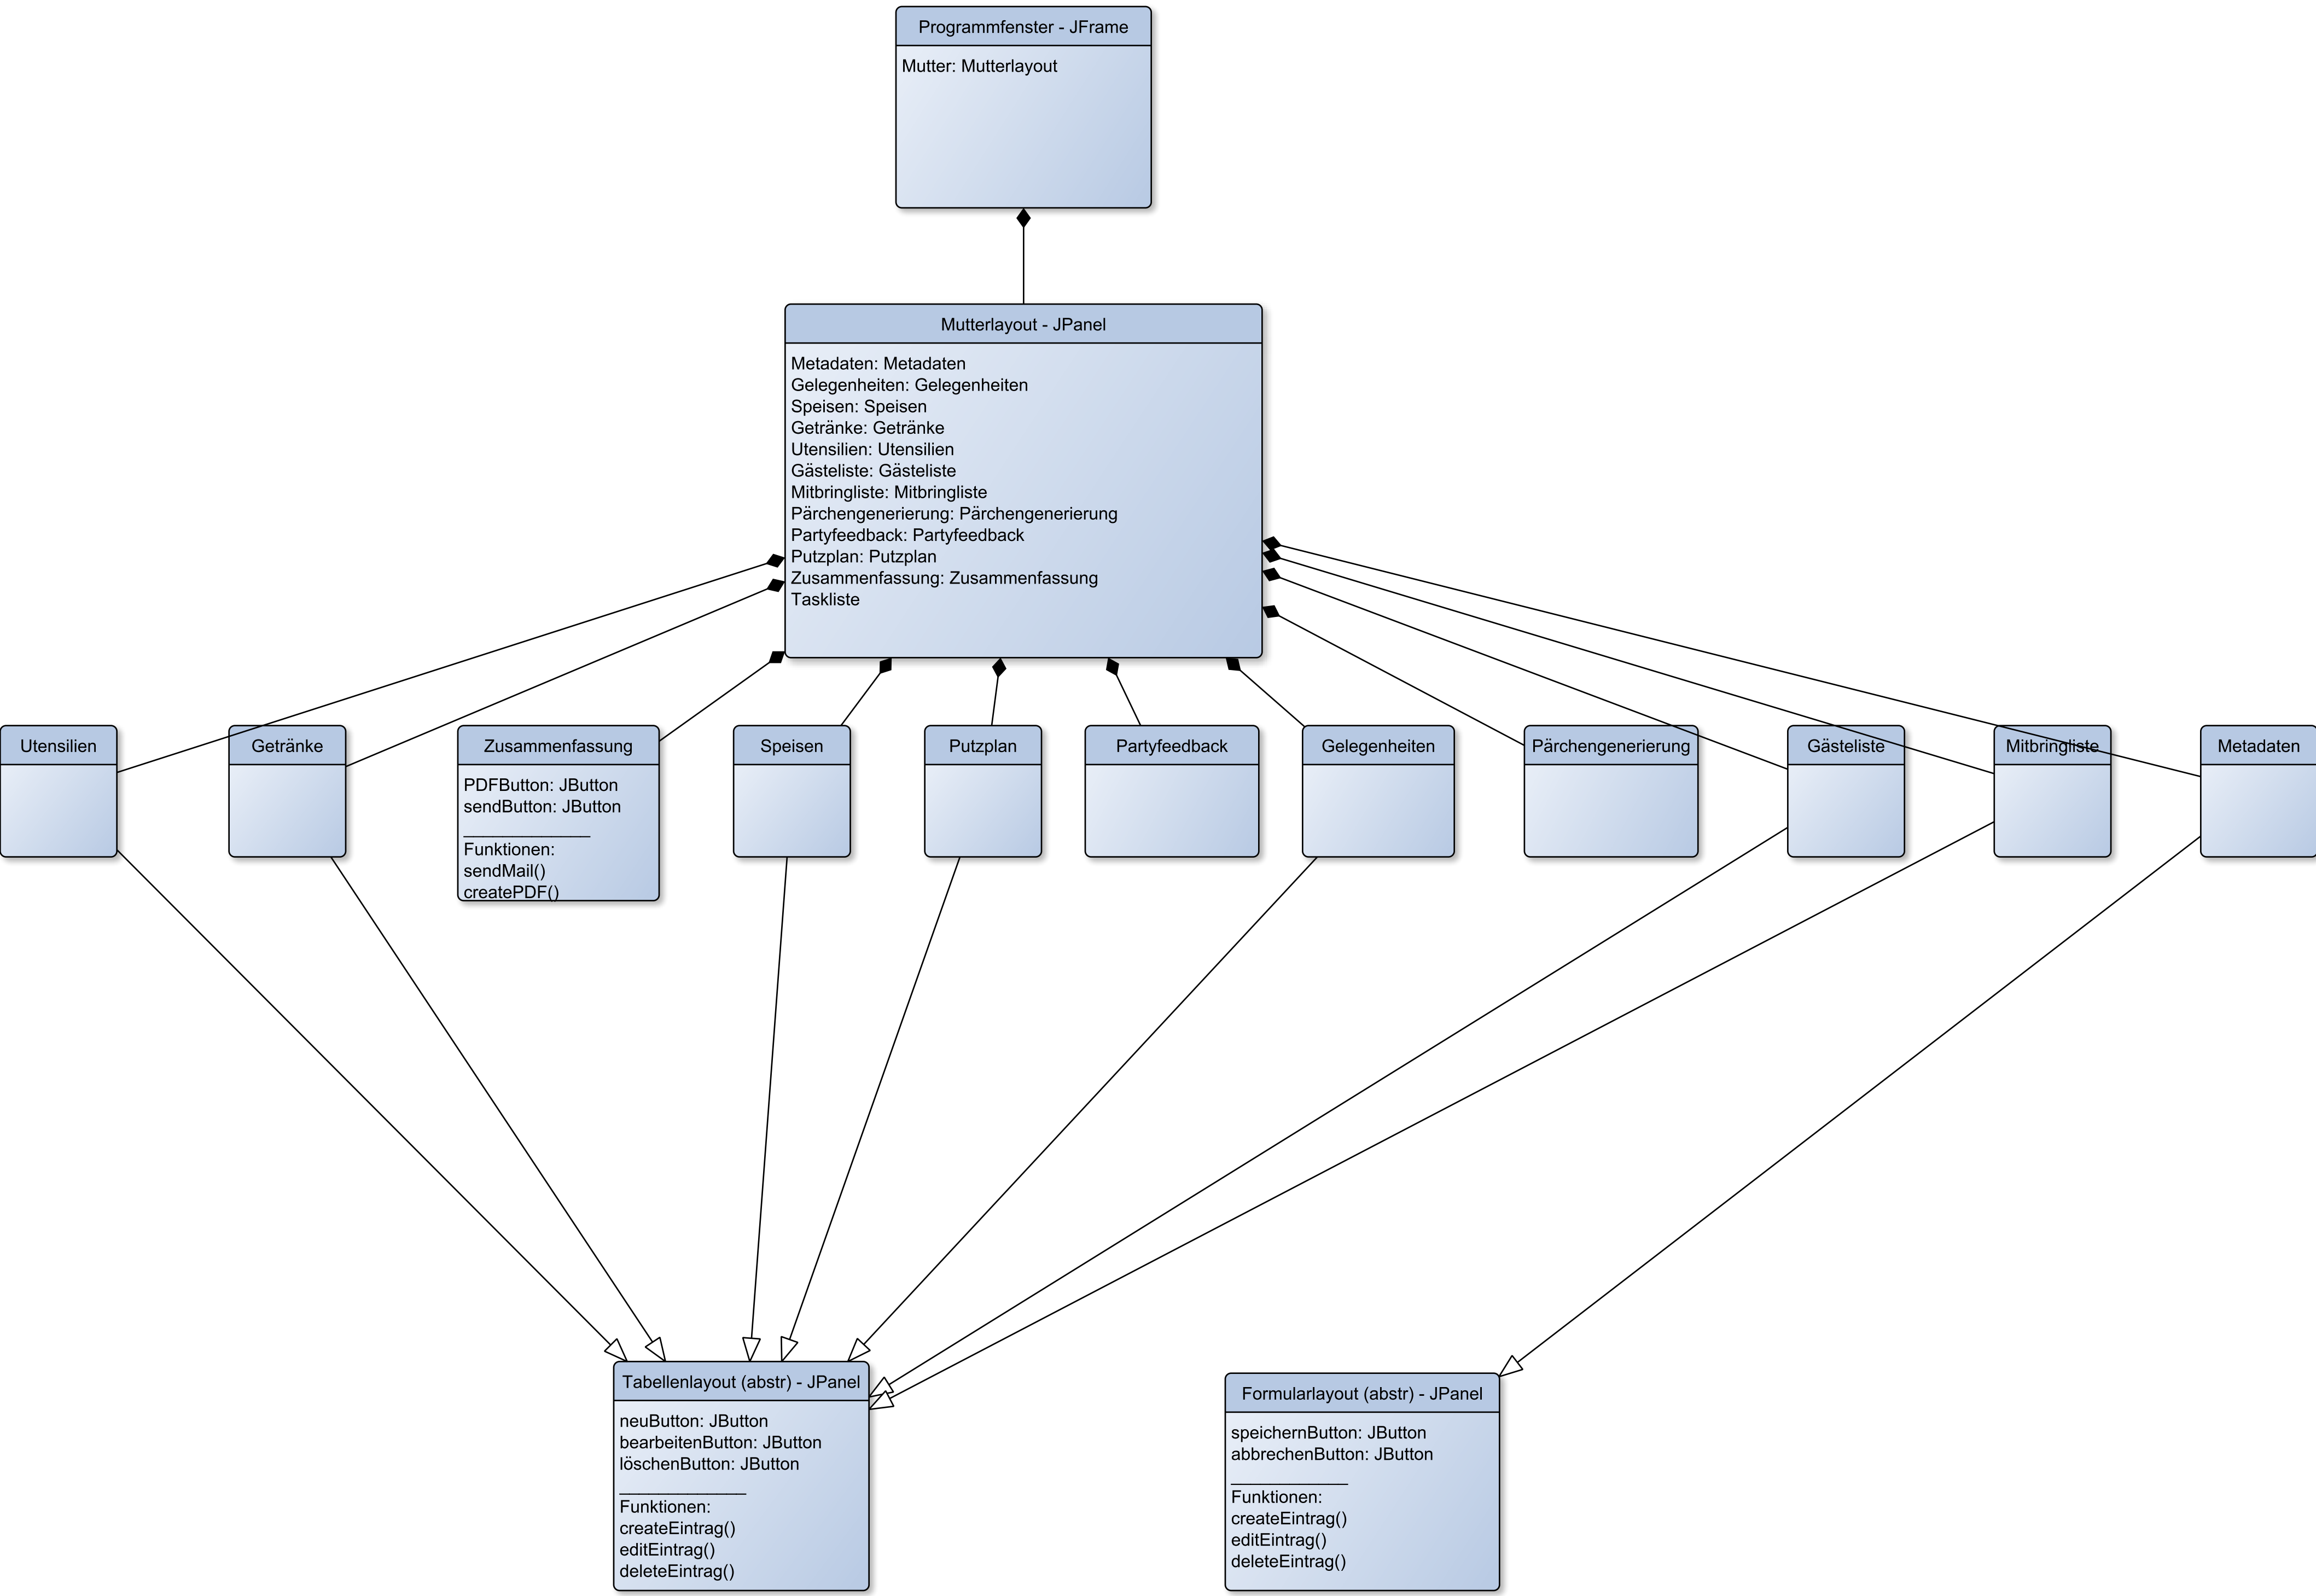 Programmfenster - JFrame
Mutter: Mutterlayout
Mutterlayout - JPanel
Metadaten: Metadaten
Gelegenheiten: Gelegenheiten
Speisen: Speisen
Getränke: Getränke
Utensilien: Utensilien
Gästeliste: Gästeliste
Mitbringliste: Mitbringliste
Pärchengenerierung: Pärchengenerierung
Partyfeedback: Partyfeedback
Putzplan: Putzplan
Zusammenfassung: Zusammenfassung
Taskliste
Utensilien
Getränke
Zusammenfassung
PDFButton: JButton
sendButton: JButton
_____________
Funktionen:
sendMail()
createPDF()
Speisen
Putzplan
Partyfeedback
Gelegenheiten
Pärchengenerierung
Gästeliste
Mitbringliste
Metadaten
Tabellenlayout (abstr) - JPanel
neuButton: JButton
bearbeitenButton: JButton
löschenButton: JButton
_____________
Funktionen:
createEintrag()
editEintrag()
deleteEintrag()
Formularlayout (abstr) - JPanel
speichernButton: JButton
abbrechenButton: JButton
____________
Funktionen:
createEintrag()
editEintrag()
deleteEintrag()